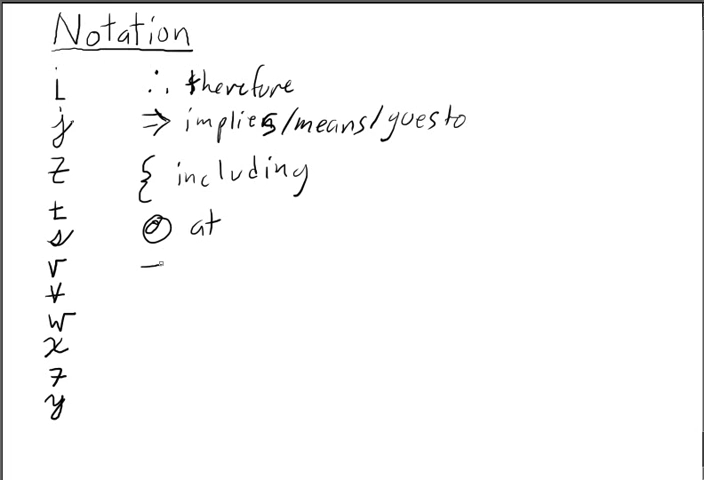 Notation
i ∴ therefore
j ⇒ implies/means/goes to
z { including
t
s @ at
r –
v
w
x
7
y